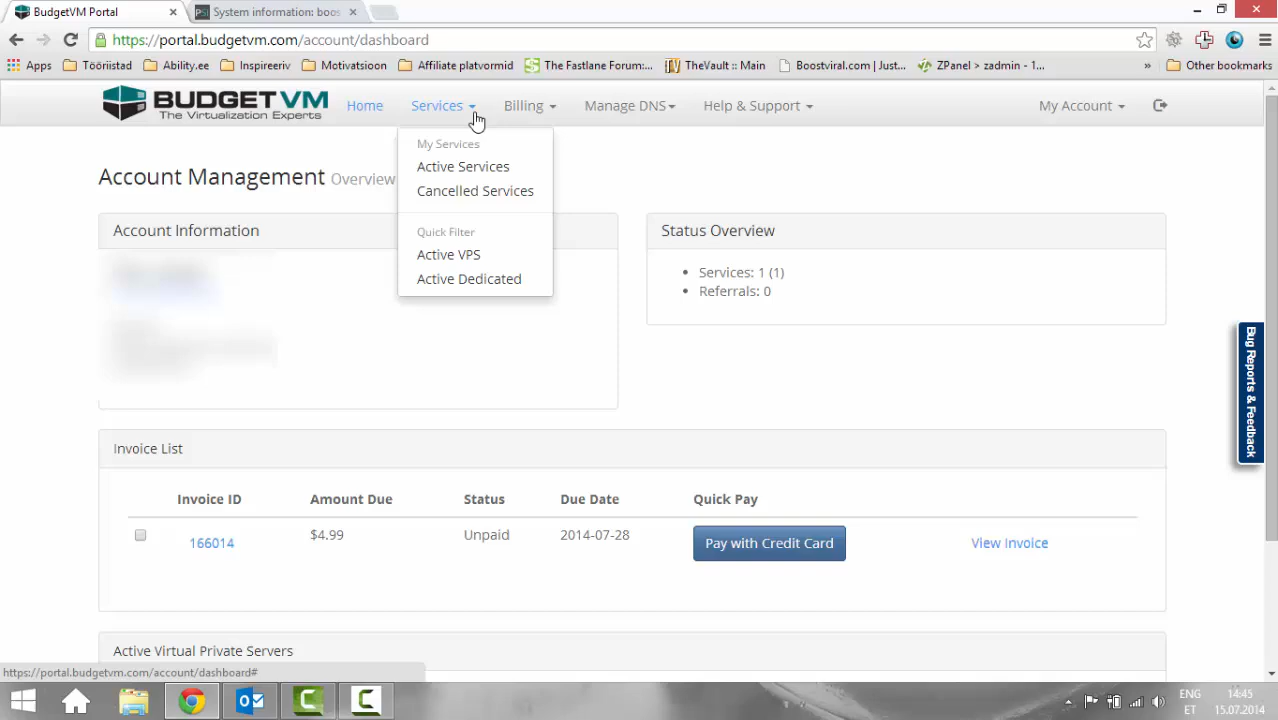 BudgetVM Portal
PSI System information: boos
https://portal.budgetvm.com/account/dashboard
Apps Tööriistad Ability.ee Inspireeriv Motivatsioon Affiliate platvormid The Fastlane Forum:... TheVault :: Main Boostviral.com | Just... ZPanel > zadmin - 1... » Other bookmarks
BUDGETVM
The Virtualization Experts
Home Services Billing Manage DNS Help & Support My Account
My Services
Active Services
Cancelled Services
Quick Filter
Active VPS
Active Dedicated
Account Management Overview
Account Information
Status Overview
• Services: 1 (1)
• Referrals: 0
Bug Reports & Feedback
Invoice List
Invoice ID Amount Due Status Due Date Quick Pay
166014 $4.99 Unpaid 2014-07-28 Pay with Credit Card View Invoice
Active Virtual Private Servers
https://portal.budgetvm.com/account/dashboard#
ENG 14:45
ET 15.07.2014